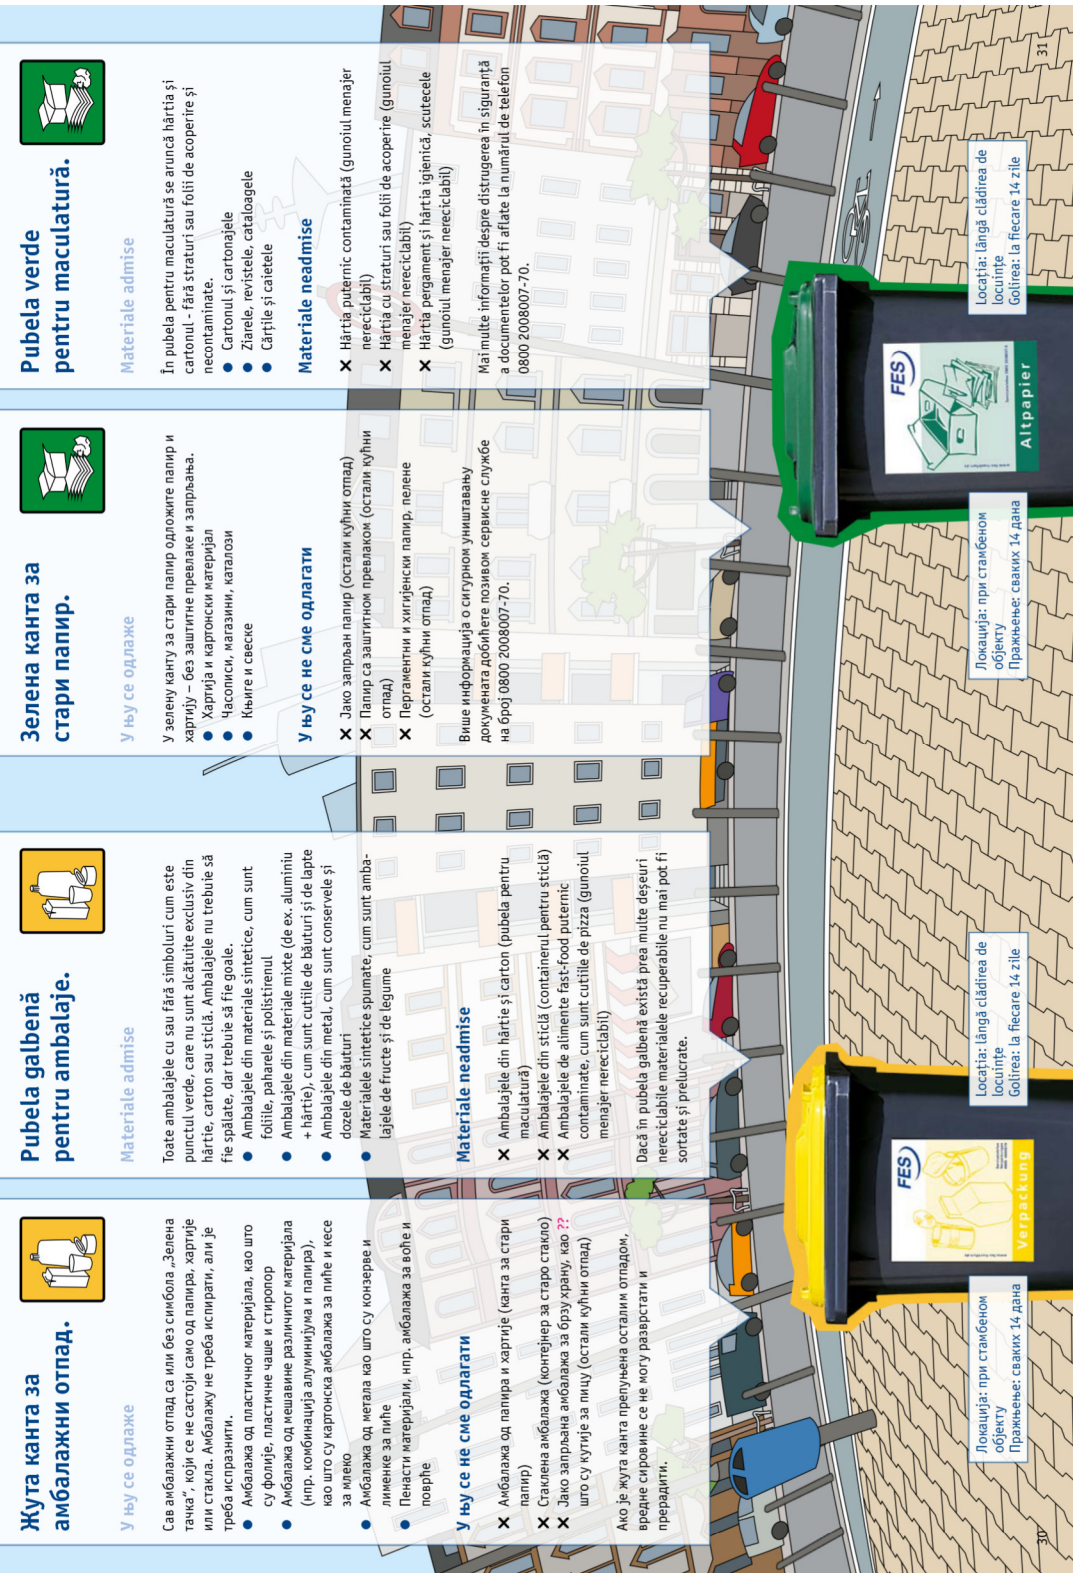 Жута канта за
амбалажни отпад.
У њу се одлаже
Сав амбалажни отпад са или без симбола „Зелена
тачка“, који се не састоји само од папира, хартије
или стакла. Амбалажу не треба испирати, али је
треба испразнити.
● Амбалажа од пластичног материјала, као што
су фолије, пластичне чаше и стиропор
● Амбалажа од мешавине различитог материјала
(нпр. комбинација алуминијума и папира),
као што су картонска амбалажа за пиће и кесе
за млеко
● Амбалажа од метала као што су конзерве и
лименке за пиће
● Пенасти материјали, нпр. амбалажа за воће и
поврће
У њу се не сме одлагати
✕ Амбалажа од папира и хартије (канта за стари
папир)
✕ Стаклена амбалажа (контејнер за старо стакло)
✕ Јако запрљана амбалажа за брзу храну, као ??
што су кутије за пицу (остали кућни отпад)
Ако је жута канта препуњена осталим отпадом,
вредне сировине се не могу разврстати и
прерадити.
Pubela galbenă
pentru ambalaje.
Materiale admise
Toate ambalajele cu sau fără simboluri cum este
punctul verde, care nu sunt alcătuite exclusiv din
hârtie, carton sau sticlă. Ambalajele nu trebuie să
fie spălate, dar trebuie să fie goale.
● Ambalajele din materiale sintetice, cum sunt
foliile, paharele și polistirenul
● Ambalajele din materiale mixte (de ex. aluminiu
+ hârtie), cum sunt cutiile de băuturi și de lapte
● Ambalajele din metal, cum sunt conservele și
dozele de băuturi
● Materialele sintetice spumate, cum sunt amba-
lajele de fructe și de legume
Materiale neadmise
✕ Ambalajele din hârtie și carton (pubela pentru
maculatură)
✕ Ambalajele din sticlă (containerul pentru sticlă)
✕ Ambalajele de alimente fast-food puternic
contaminate, cum sunt cutiile de pizza (gunoiul
menajer nereciclabil)
Dacă în pubela galbenă există prea multe deșeuri
nereciclabile materialele recuperabile nu mai pot fi
sortate și prelucrate.
Зелена канта за
стари папир.
У њу се одлаже
У зелену канту за стари папир одложите папир и
хартију – без заштитне превлаке и запрљања.
● Хартија и картонски материјал
● Часописи, магазини, каталози
● Књиге и свеске
У њу се не сме одлагати
✕ Јако запрљан папир (остали кућни отпад)
✕ Папир са заштитном превлаком (остали кућни
отпад)
✕ Пергаментни и хигијенски папир, пелене
(остали кућни отпад)
Више информација о сигурном уништавању
докумената добићете позивом сервисне службе
на број 0800 2008007-70.
Pubela verde
pentru maculatură.
Materiale admise
În pubela pentru maculatură se aruncă hârtia și
cartonul - fără straturi sau folii de acoperire și
necontaminate.
● Cartonul și cartonajele
● Ziarele, revistele, cataloagele
● Cărțile și caietele
Materiale neadmise
✕ Hârtia puternic contaminată (gunoiul menajer
nereciclabil)
✕ Hârtia cu straturi sau folii de acoperire (gunoiul
menajer nereciclabil)
✕ Hârtia pergament și hârtia igienică, scutecele
(gunoiul menajer nereciclabil)
Mai multe informații despre distrugerea în siguranță
a documentelor pot fi aflate la numărul de telefon
0800 2008007-70.
Локација: при стамбеном
објекту
Пражњење: сваких 14 дана
FES
Verpackung
Locația: lângă clădirea de
locuințe
Golirea: la fiecare 14 zile
Локација: при стамбеном
објекту
Пражњење: сваких 14 дана
FES
Altpapier
Locația: lângă clădirea de
locuințe
Golirea: la fiecare 14 zile
30
31